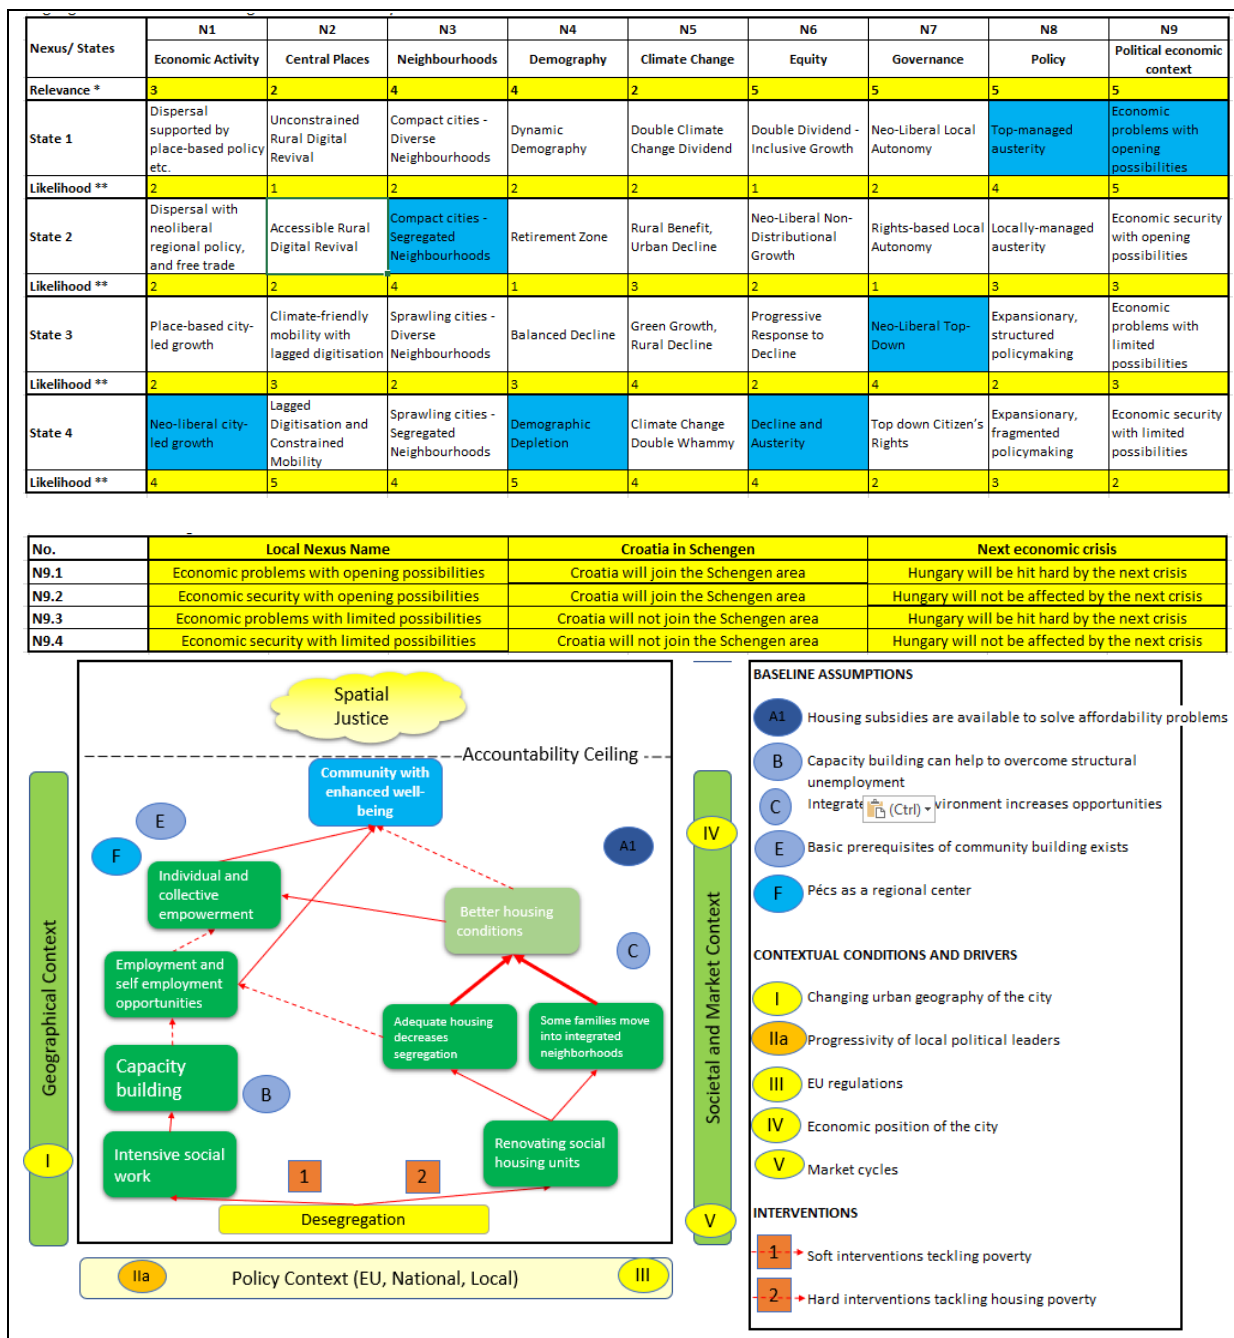 Nexus/ States N1 N2 N3 N4 N5 N6 N7 N8 N9
Economic Activity Central Places Neighbourhoods Demography Climate Change Equity Governance Policy Political economic context
Relevance * 3 2 4 4 2 5 5 5 5
State 1
Dispersal supported by place-based policy etc.
Unconstrained Rural Digital Revival
Compact cities - Diverse Neighbourhoods
Dynamic Demography
Double Climate Change Dividend
Double Dividend - Inclusive Growth
Neo-Liberal Local Autonomy
Top-managed austerity
Economic problems with opening possibilities
Likelihood ** 2 1 2 2 2 1 2 4 5
State 2
Dispersal with neoliberal regional policy, and free trade
Accessible Rural Digital Revival
Compact cities - Segregated Neighbourhoods
Retirement Zone
Rural Benefit, Urban Decline
Neo-Liberal Non-Distributional Growth
Rights-based Local Autonomy
Locally-managed austerity
Economic security with opening possibilities
Likelihood ** 2 2 4 1 3 2 1 3 3
State 3
Place-based city-led growth
Climate-friendly mobility with lagged digitisation
Sprawling cities - Diverse Neighbourhoods
Balanced Decline
Green Growth, Rural Decline
Progressive Response to Decline
Neo-Liberal Top-Down
Expansionary, structured policymaking
Economic problems with limited possibilities
Likelihood ** 2 3 2 3 4 2 4 2 3
State 4
Neo-liberal city-led growth
Lagged Digitisation and Constrained Mobility
Sprawling cities - Segregated Neighbourhoods
Demographic Depletion
Climate Change Double Whammy
Decline and Austerity
Top down Citizen's Rights
Expansionary, fragmented policymaking
Economic security with limited possibilities
Likelihood ** 4 5 4 5 4 4 2 3 2
No. Local Nexus Name Croatia in Schengen Next economic crisis
N9.1 Economic problems with opening possibilities Croatia will join the Schengen area Hungary will be hit hard by the next crisis
N9.2 Economic security with opening possibilities Croatia will join the Schengen area Hungary will not be affected by the next crisis
N9.3 Economic problems with limited possibilities Croatia will not join the Schengen area Hungary will be hit hard by the next crisis
N9.4 Economic security with limited possibilities Croatia will not join the Schengen area Hungary will not be affected by the next crisis
Spatial
Justice
Accountability Ceiling
Community with
enhanced well-
being
E
F
A1
Individual and
collective
empowerment
Better housing
conditions
C
Employment and
self employment
opportunities
Adequate housing
decreases
segregation
Some families move
into integrated
neighborhoods
Capacity
building
B
Intensive social
work
1
2
Renovating social
housing units
Desegregation
Geographical Context
I
Societal and Market Context
IV
V
IIa
Policy Context (EU, National, Local)
III
BASELINE ASSUMPTIONS
A1 Housing subsidies are available to solve affordability problems
B Capacity building can help to overcome structural
unemployment
C (Ctrl) increases opportunities
E Basic prerequisites of community building exists
F Pécs as a regional center
CONTEXTUAL CONDITIONS AND DRIVERS
I Changing urban geography of the city
IIa Progressivity of local political leaders
III EU regulations
IV Economic position of the city
V Market cycles
INTERVENTIONS
1 Soft interventions teckling poverty
2 Hard interventions tackling housing poverty